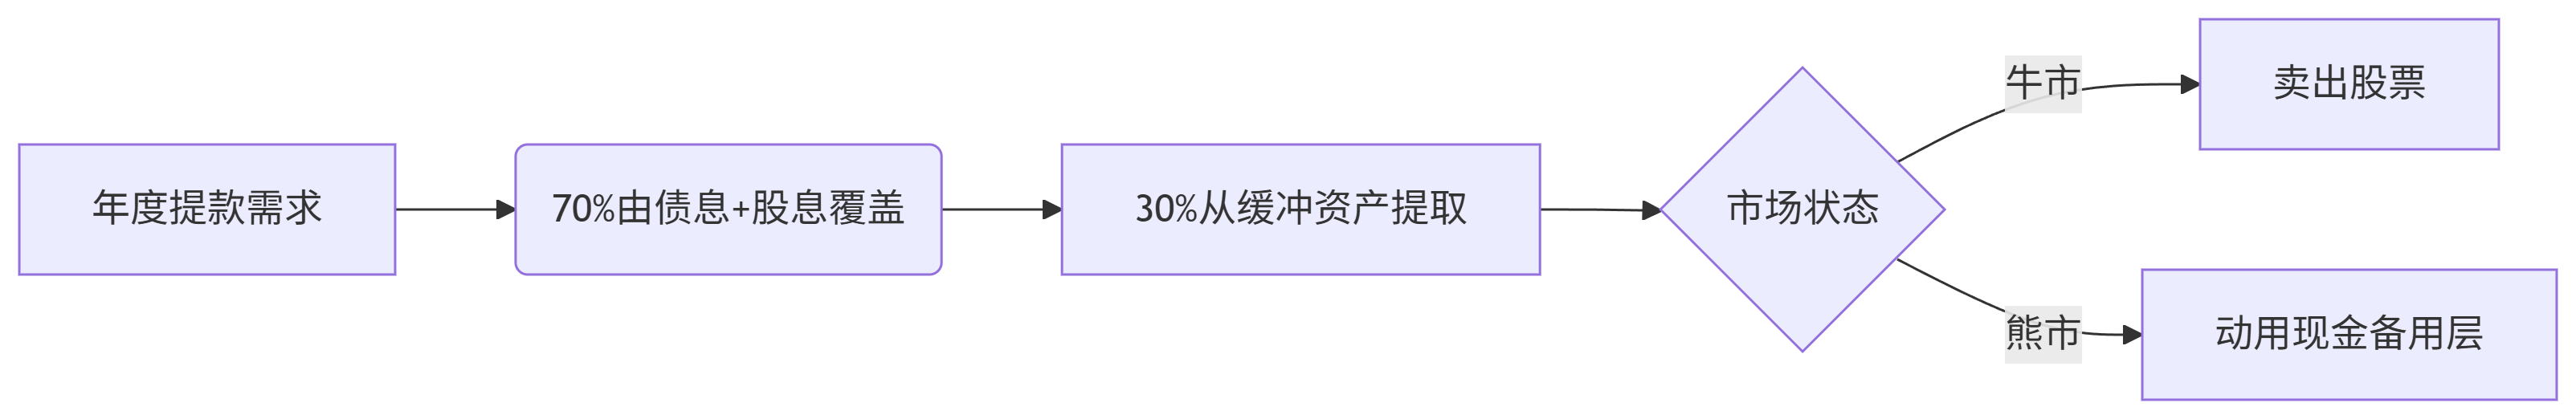 年度提款需求
70%由债息+股息覆盖
30%从缓冲资产提取
市场状态
牛市
卖出股票
熊市
动用现金备用层